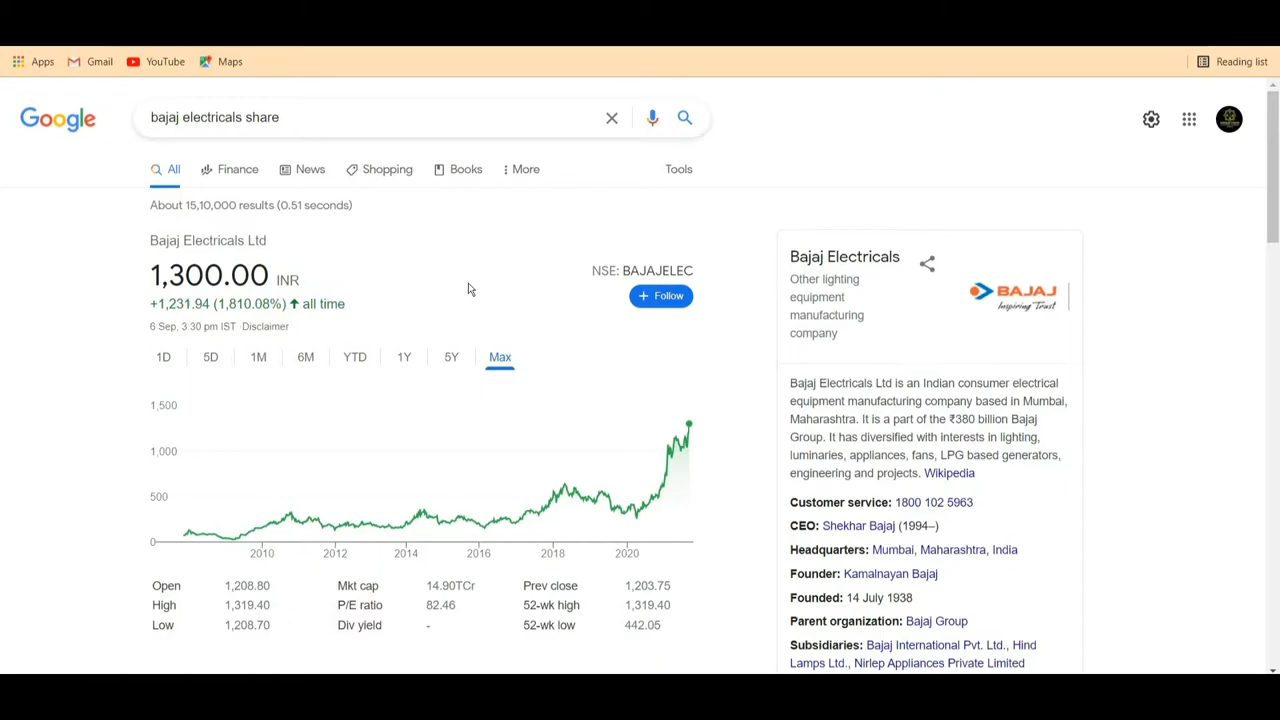 Apps Gmail YouTube Maps Reading list
Google bajaj electricals share
All Finance News Shopping Books More Tools
About 15,10,000 results (0.51 seconds)
Bajaj Electricals Ltd
1,300.00 INR
+1,231.94 (1,810.08%) all time
6 Sep, 3:30 pm IST · Disclaimer
NSE: BAJAJELEC
+ Follow
1D 5D 1M 6M YTD 1Y 5Y Max
1,500
1,000
500
0
2010 2012 2014 2016 2018 2020
Open 1,208.80 Mkt cap 14.90TCr Prev close 1,203.75
High 1,319.40 P/E ratio 82.46 52-wk high 1,319.40
Low 1,208.70 Div yield - 52-wk low 442.05
Bajaj Electricals
Other lighting
equipment
manufacturing
company
BAJAJ
Inspiring Trust
Bajaj Electricals Ltd is an Indian consumer electrical
equipment manufacturing company based in Mumbai,
Maharashtra. It is a part of the ₹380 billion Bajaj
Group. It has diversified with interests in lighting,
luminaries, appliances, fans, LPG based generators,
engineering and projects. Wikipedia
Customer service: 1800 102 5963
CEO: Shekhar Bajaj (1994–)
Headquarters: Mumbai, Maharashtra, India
Founder: Kamalnayan Bajaj
Founded: 14 July 1938
Parent organization: Bajaj Group
Subsidiaries: Bajaj International Pvt. Ltd., Hind
Lamps Ltd., Nirlep Appliances Private Limited